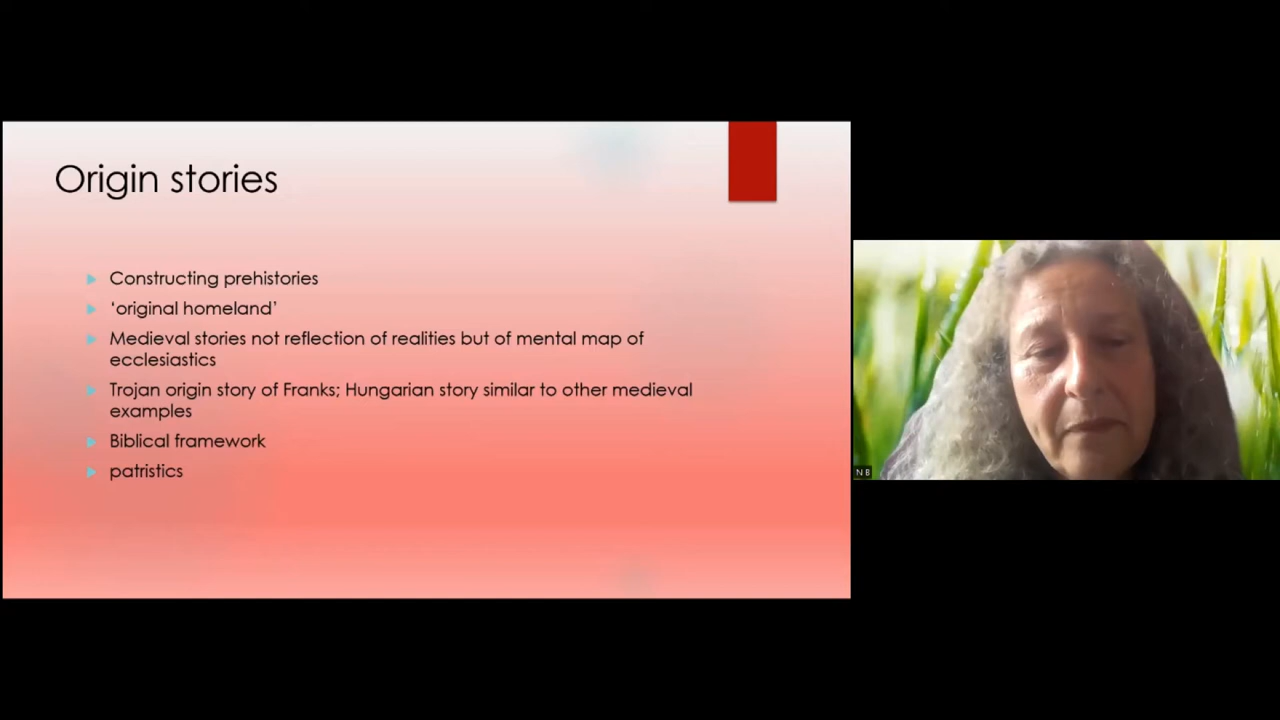 Origin stories
Constructing prehistories
‘original homeland’
Medieval stories not reflection of realities but of mental map of
ecclesiastics
Trojan origin story of Franks; Hungarian story similar to other medieval
examples
Biblical framework
patristics
N B